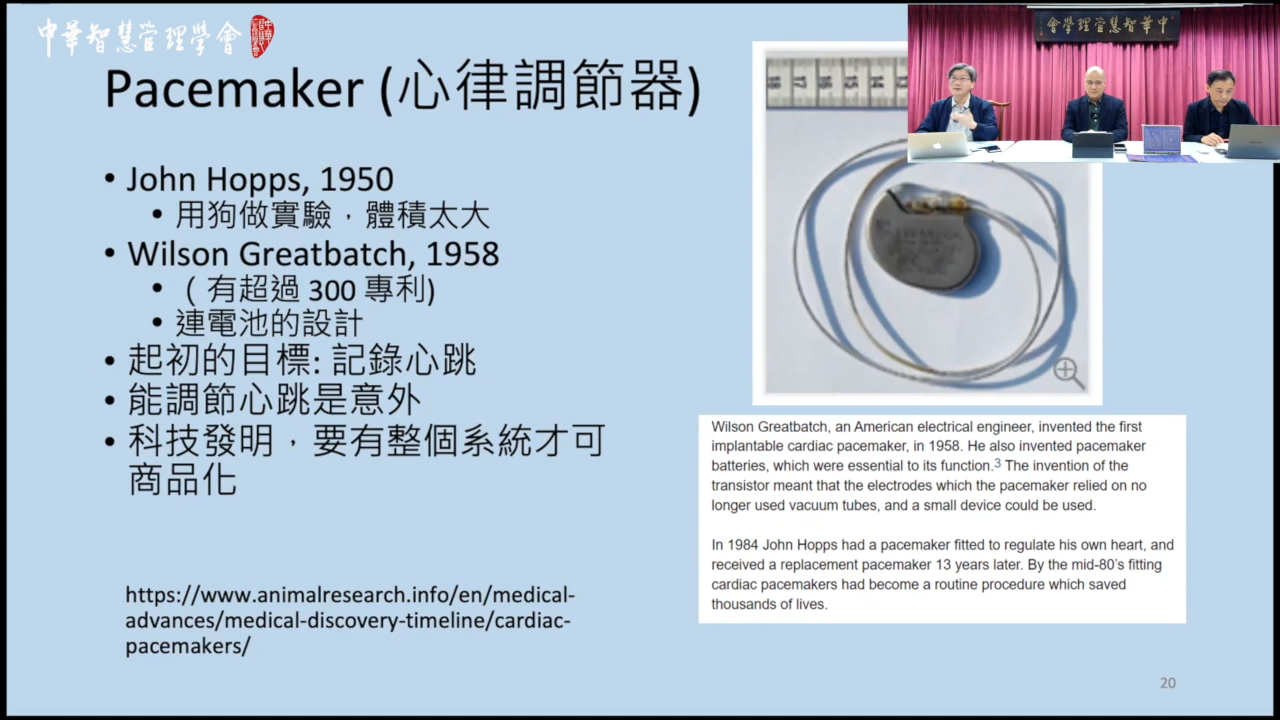 中華智慧管理學會
會學理管慧智華中
Pacemaker (心律調節器)
• John Hopps, 1950
• 用狗做實驗，體積太大
• Wilson Greatbatch, 1958
• （有超過 300 專利)
• 連電池的設計
• 起初的目標: 記錄心跳
• 能調節心跳是意外
• 科技發明，要有整個系統才可
商品化
https://www.animalresearch.info/en/medical-
advances/medical-discovery-timeline/cardiac-
pacemakers/
Wilson Greatbatch, an American electrical engineer, invented the first
implantable cardiac pacemaker, in 1958. He also invented pacemaker
batteries, which were essential to its function.3 The invention of the
transistor meant that the electrodes which the pacemaker relied on no
longer used vacuum tubes, and a small device could be used.
In 1984 John Hopps had a pacemaker fitted to regulate his own heart, and
received a replacement pacemaker 13 years later. By the mid-80's fitting
cardiac pacemakers had become a routine procedure which saved
thousands of lives.
20